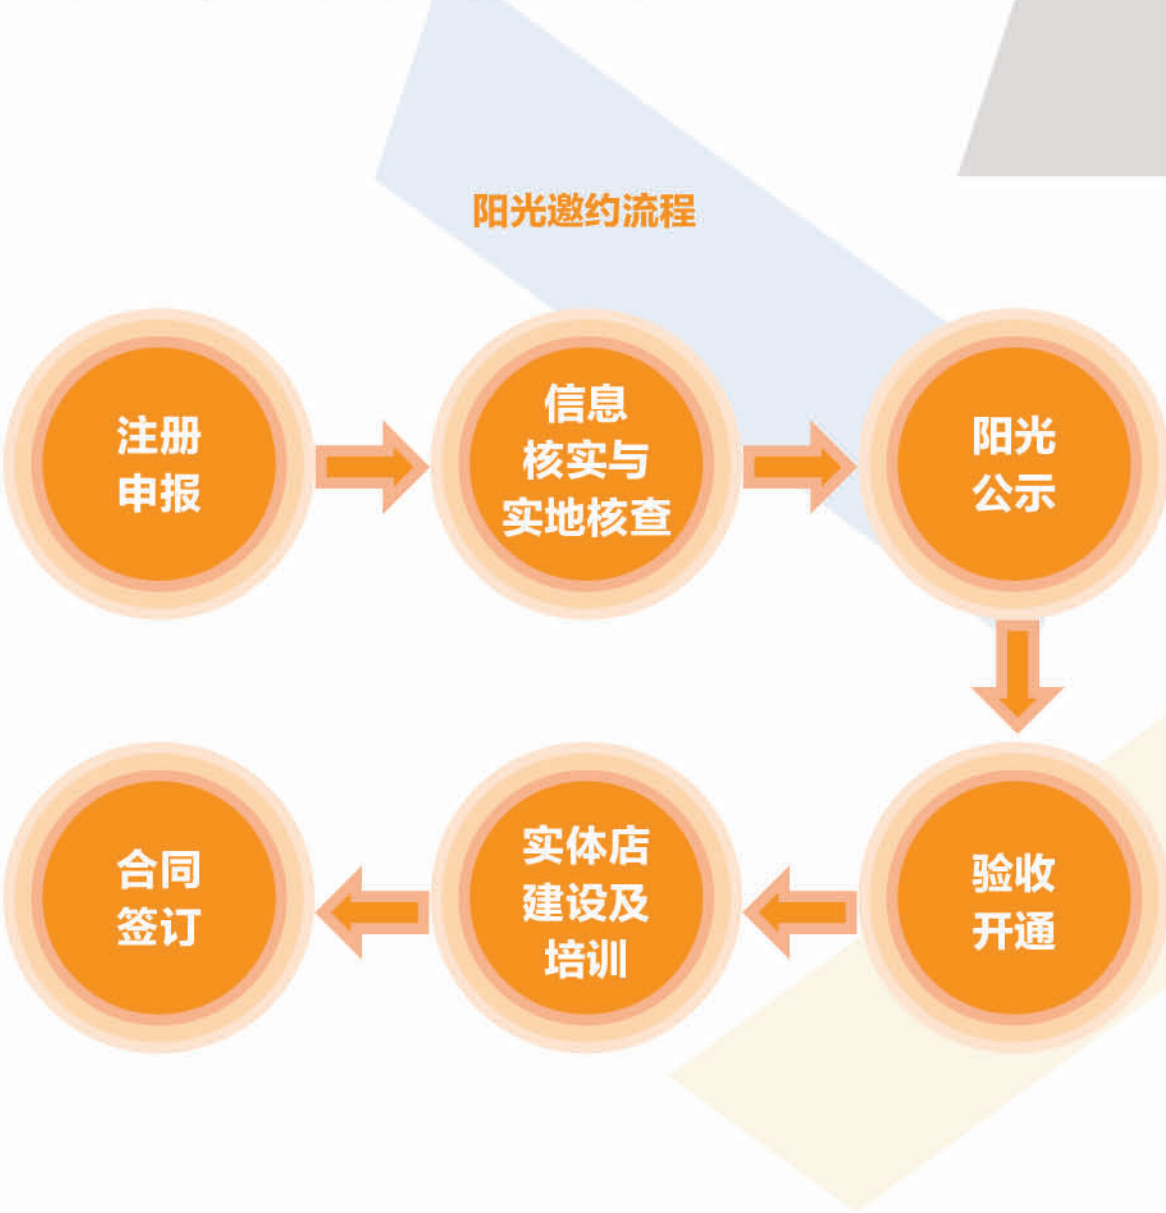 阳光邀约流程
注册
申报
信息
核实与
实地核查
阳光
公示
验收
开通
实体店
建设及
培训
合同
签订